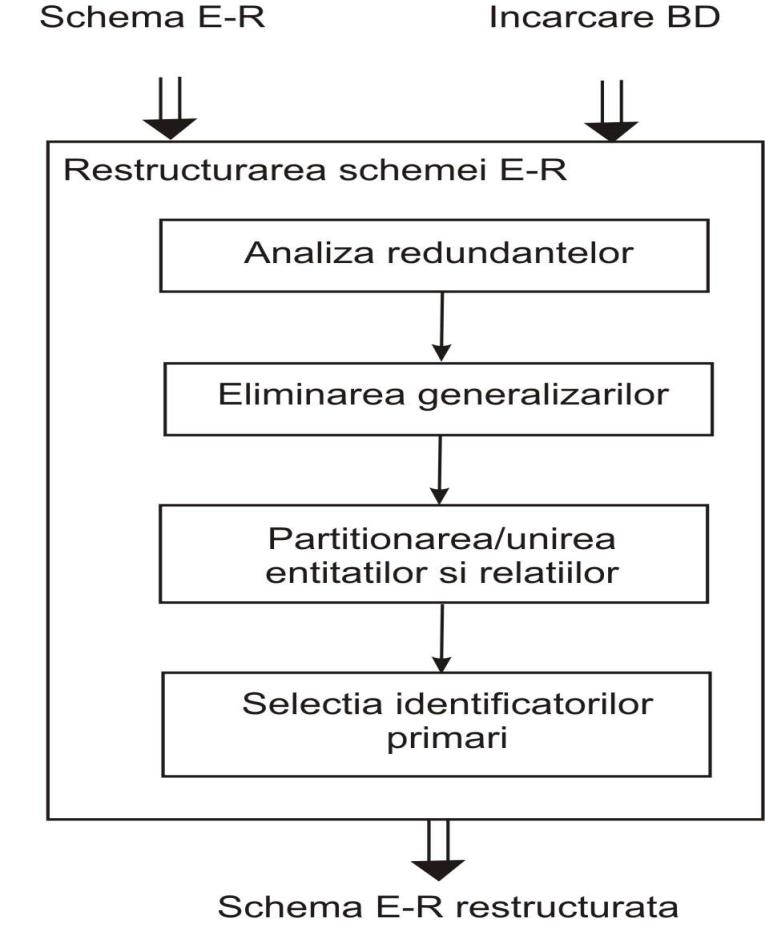 Schema E-R
Incarcare BD
Restructurarea schemei E-R
Analiza redundantelor
Eliminarea generalizarilor
Partitionarea/unirea
entitatilor si relatiilor
Selectia identificatorilor
primari
Schema E-R restructurata